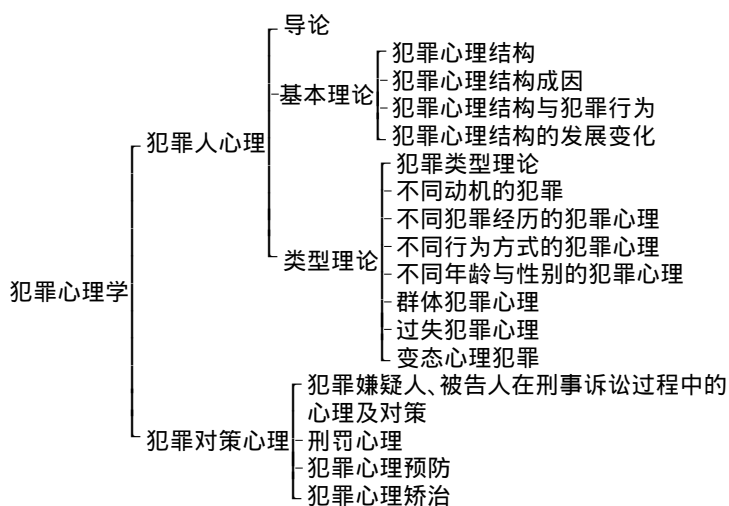 导论
犯罪心理结构
犯罪心理结构成因
基本理论
犯罪心理结构与犯罪行为
犯罪心理结构的发展变化
犯罪人心理
犯罪类型理论
不同动机的犯罪
不同犯罪经历的犯罪心理
不同行为方式的犯罪心理
类型理论
不同年龄与性别的犯罪心理
犯罪心理学
群体犯罪心理
过失犯罪心理
变态心理犯罪
犯罪嫌疑人、被告人在刑事诉讼过程中的
心理及对策
犯罪对策心理
刑罚心理
犯罪心理预防
犯罪心理矫治